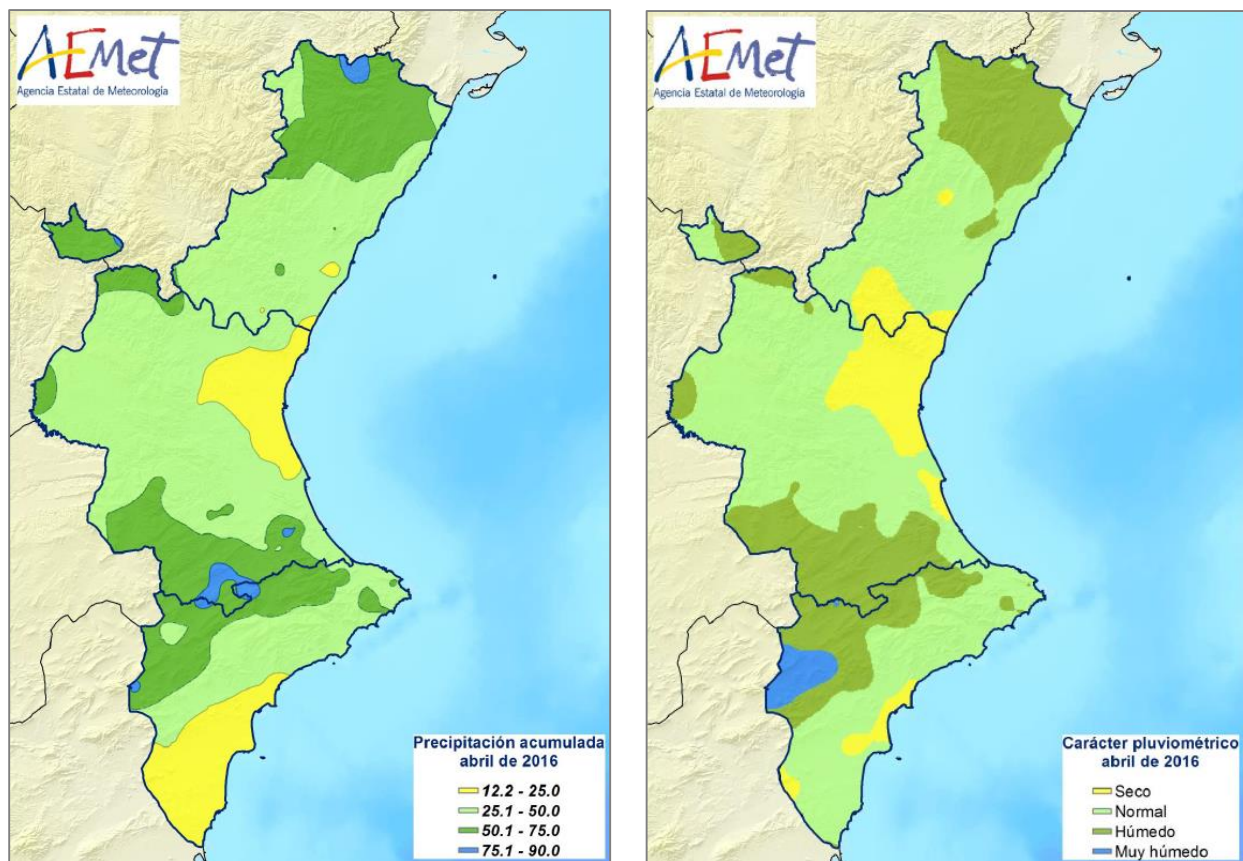 AEMet
Agencia Estatal de Meteorología
Precipitación acumulada
abril de 2016
12.2 - 25.0
25.1 - 50.0
50.1 - 75.0
75.1 - 90.0
AEMet
Agencia Estatal de Meteorología
Carácter pluviométrico
abril de 2016
Seco
Normal
Húmedo
Muy húmedo